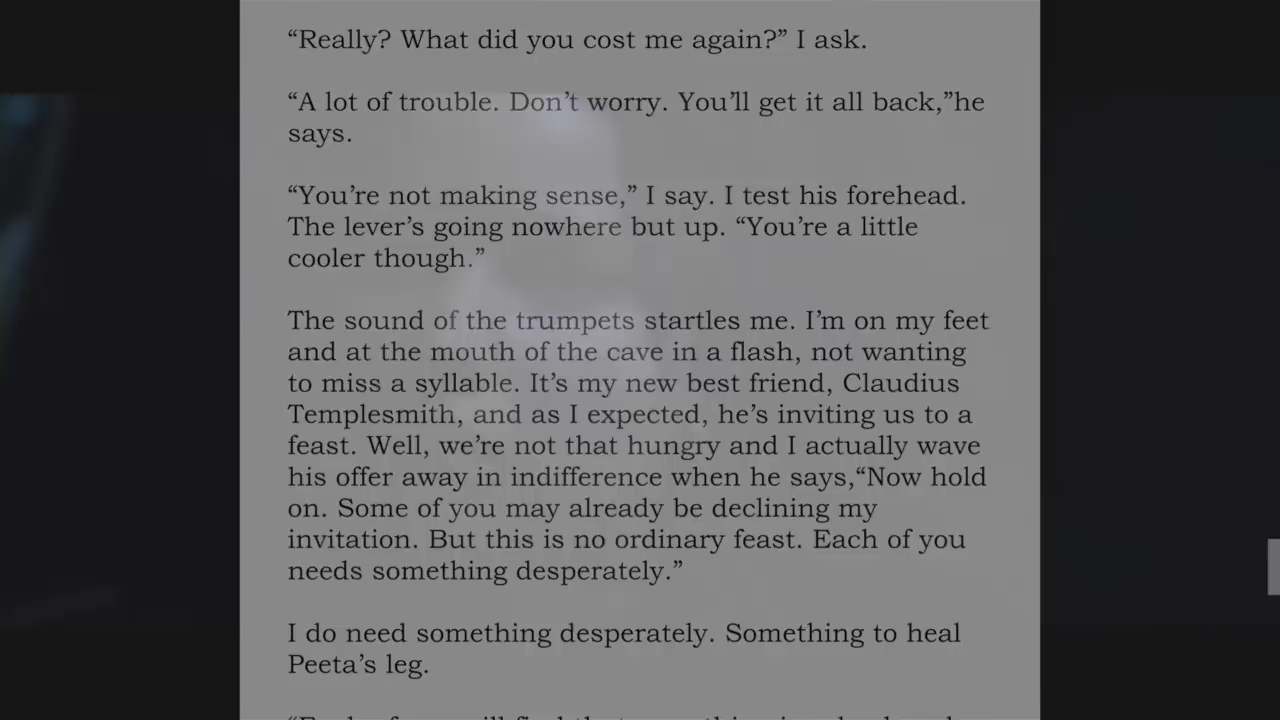 “Really? What did you cost me again?” I ask.
“A lot of trouble. Don’t worry. You’ll get it all back,”he
says.
“You’re not making sense,” I say. I test his forehead.
The lever’s going nowhere but up. “You’re a little
cooler though.”
The sound of the trumpets startles me. I’m on my feet
and at the mouth of the cave in a flash, not wanting
to miss a syllable. It’s my new best friend, Claudius
Templesmith, and as I expected, he’s inviting us to a
feast. Well, we’re not that hungry and I actually wave
his offer away in indifference when he says,“Now hold
on. Some of you may already be declining my
invitation. But this is no ordinary feast. Each of you
needs something desperately.”
I do need something desperately. Something to heal
Peeta’s leg.